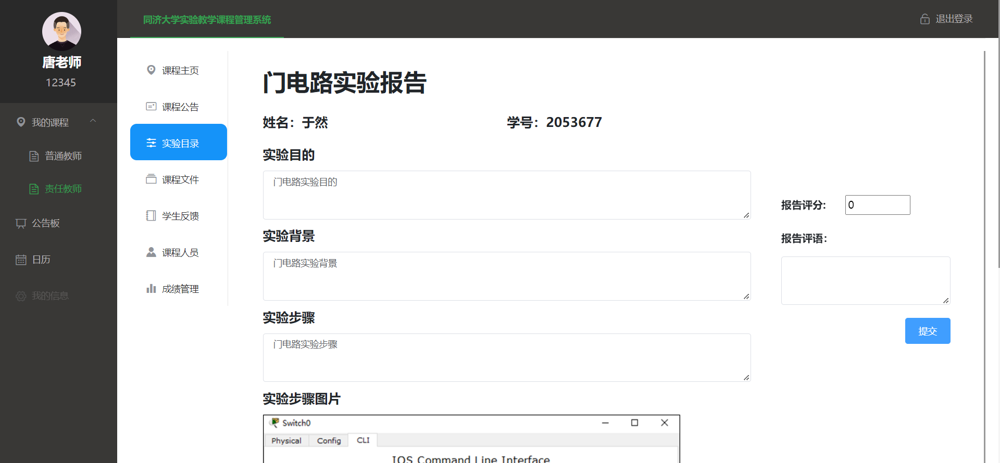 唐老师
12345
我的课程
普通教师
责任教师
公告板
日历
我的信息
同济大学实验教学课程管理系统
退出登录
课程主页
课程公告
实验目录
课程文件
学生反馈
课程人员
成绩管理
门电路实验报告
姓名：于然 学号：2053677
实验目的
门电路实验目的
实验背景
门电路实验背景
实验步骤
门电路实验步骤
实验步骤图片
Switch0
Physical Config CLI
IOS Command Line Interface
报告评分: 0
报告评语:
提交